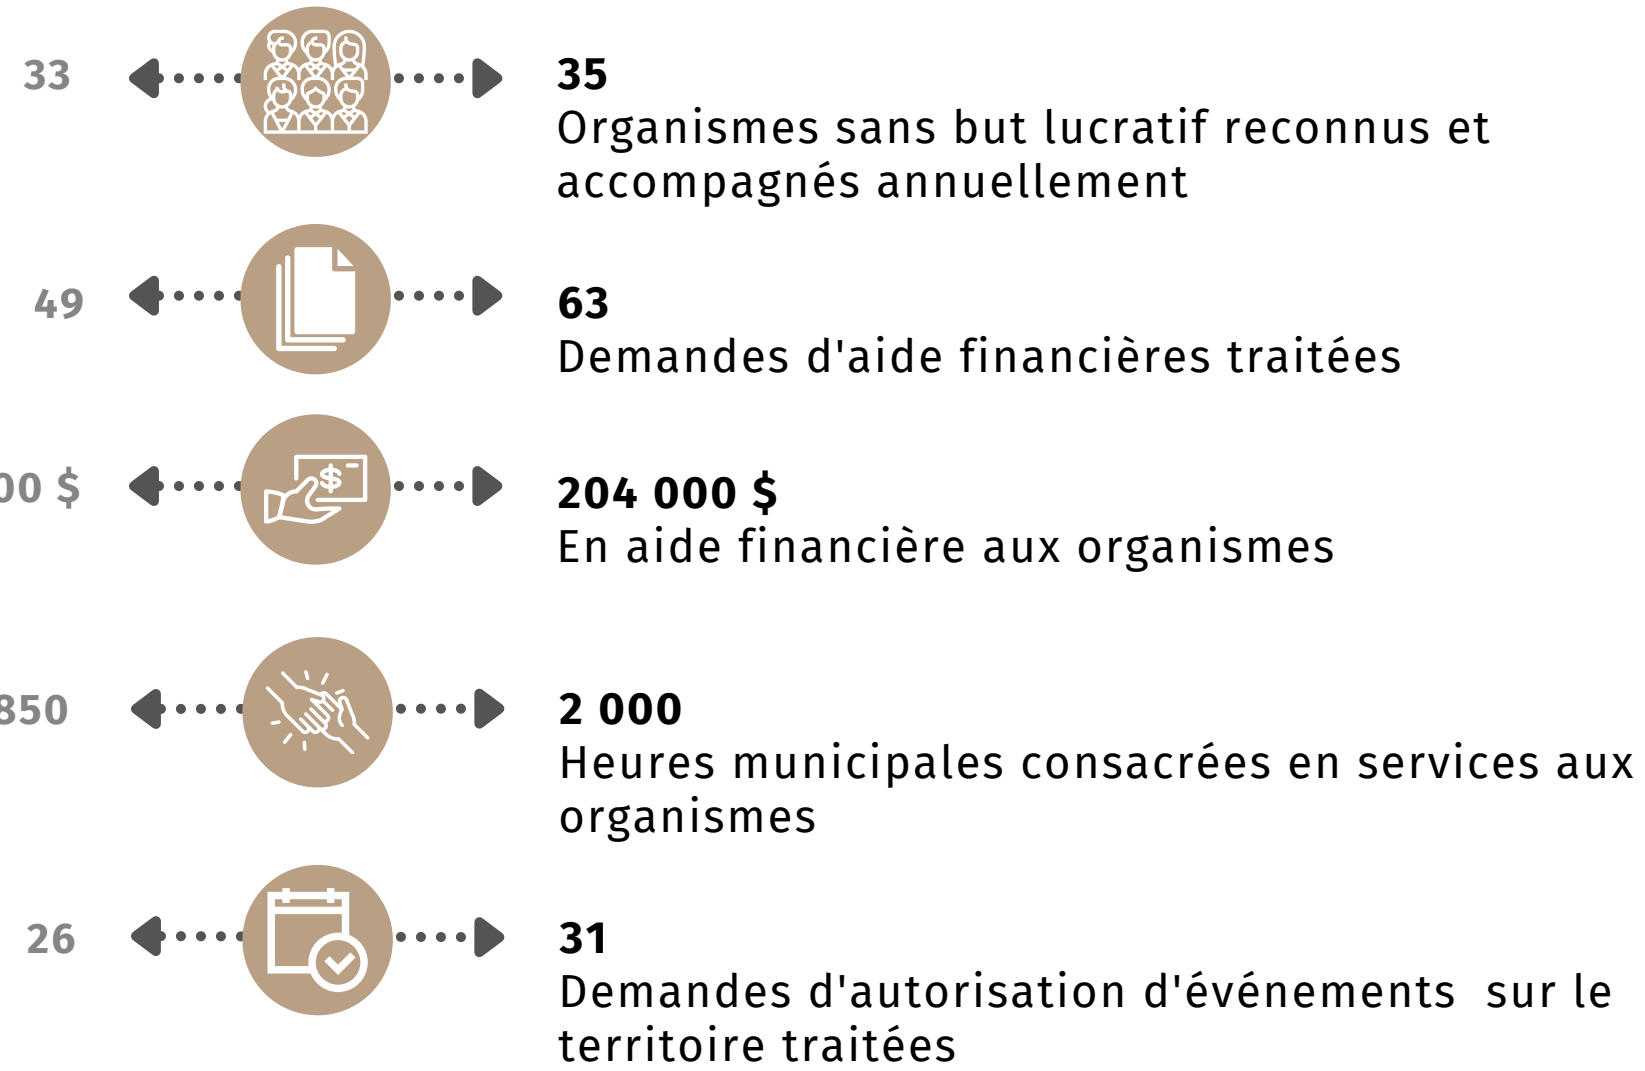 33
35
Organismes sans but lucratif reconnus et
accompagnés annuellement
49
63
Demandes d'aide financières traitées
00 $
204 000 $
En aide financière aux organismes
850
2 000
Heures municipales consacrées en services aux
organismes
26
31
Demandes d'autorisation d'événements  sur le
territoire traitées